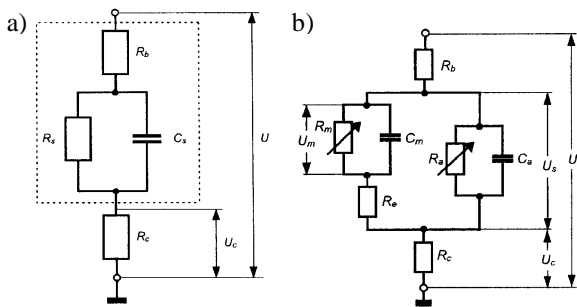 a)
R_b
R_s
C_s
U
R_c
U_c
b)
R_b
R_m
U_m
C_m
R_a
C_a
U_s
U
R_e
R_c
U_c